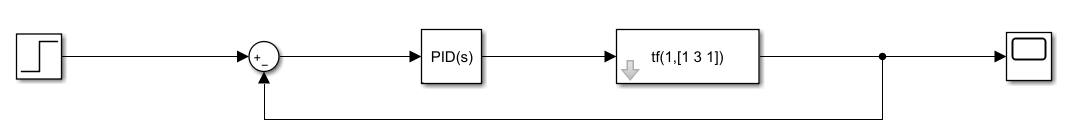 +
−
PID(s)
tf(1,[1 3 1])